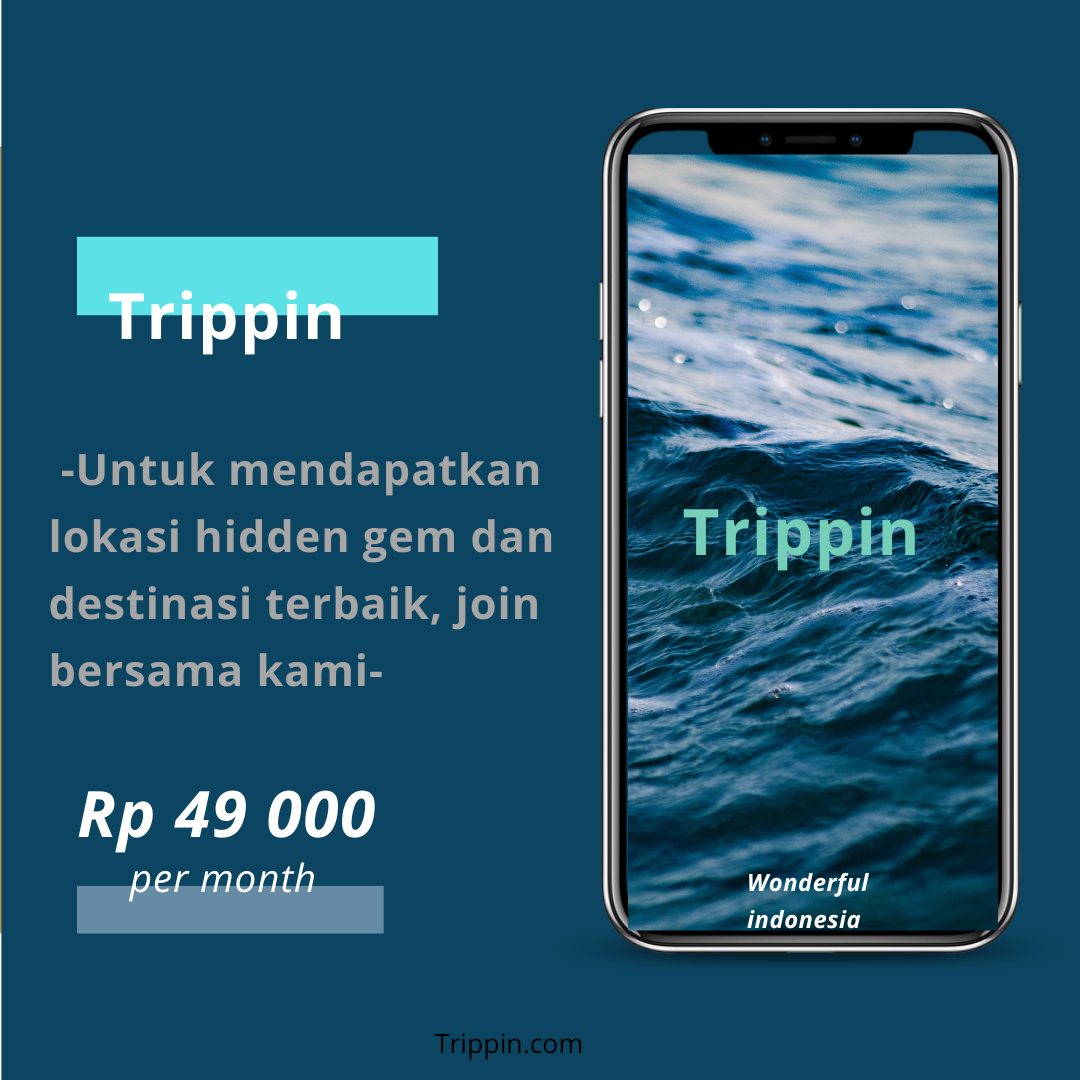 Trippin
-Untuk mendapatkan
lokasi hidden gem dan
destinasi terbaik, join
bersama kami-
Rp 49 000
per month
Trippin
Wonderful
indonesia
Trippin.com